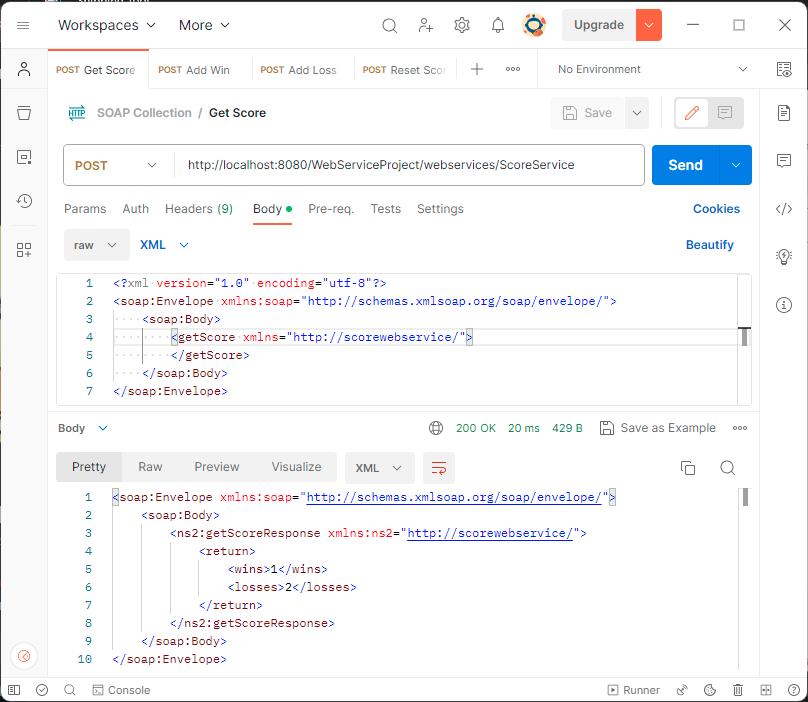 Workspaces More Upgrade
POST Get Score POST Add Win POST Add Loss POST Reset Scor No Environment
HTTP SOAP Collection / Get Score Save
POST http://localhost:8080/WebServiceProject/webservices/ScoreService Send
Params Auth Headers (9) Body Pre-req. Tests Settings Cookies
raw XML Beautify
1 <?xml version="1.0" encoding="utf-8"?>
2 <soap:Envelope xmlns:soap="http://schemas.xmlsoap.org/soap/envelope/">
3 <soap:Body>
4 <getScore xmlns="http://scorewebservice/">
5 </getScore>
6 </soap:Body>
7 </soap:Envelope>
Body 200 OK 20 ms 429 B Save as Example
Pretty Raw Preview Visualize XML
1 <soap:Envelope xmlns:soap="http://schemas.xmlsoap.org/soap/envelope/">
2 <soap:Body>
3 <ns2:getScoreResponse xmlns:ns2="http://scorewebservice/">
4 <return>
5 <wins>1</wins>
6 <losses>2</losses>
7 </return>
8 </ns2:getScoreResponse>
9 </soap:Body>
10 </soap:Envelope>
Console Runner